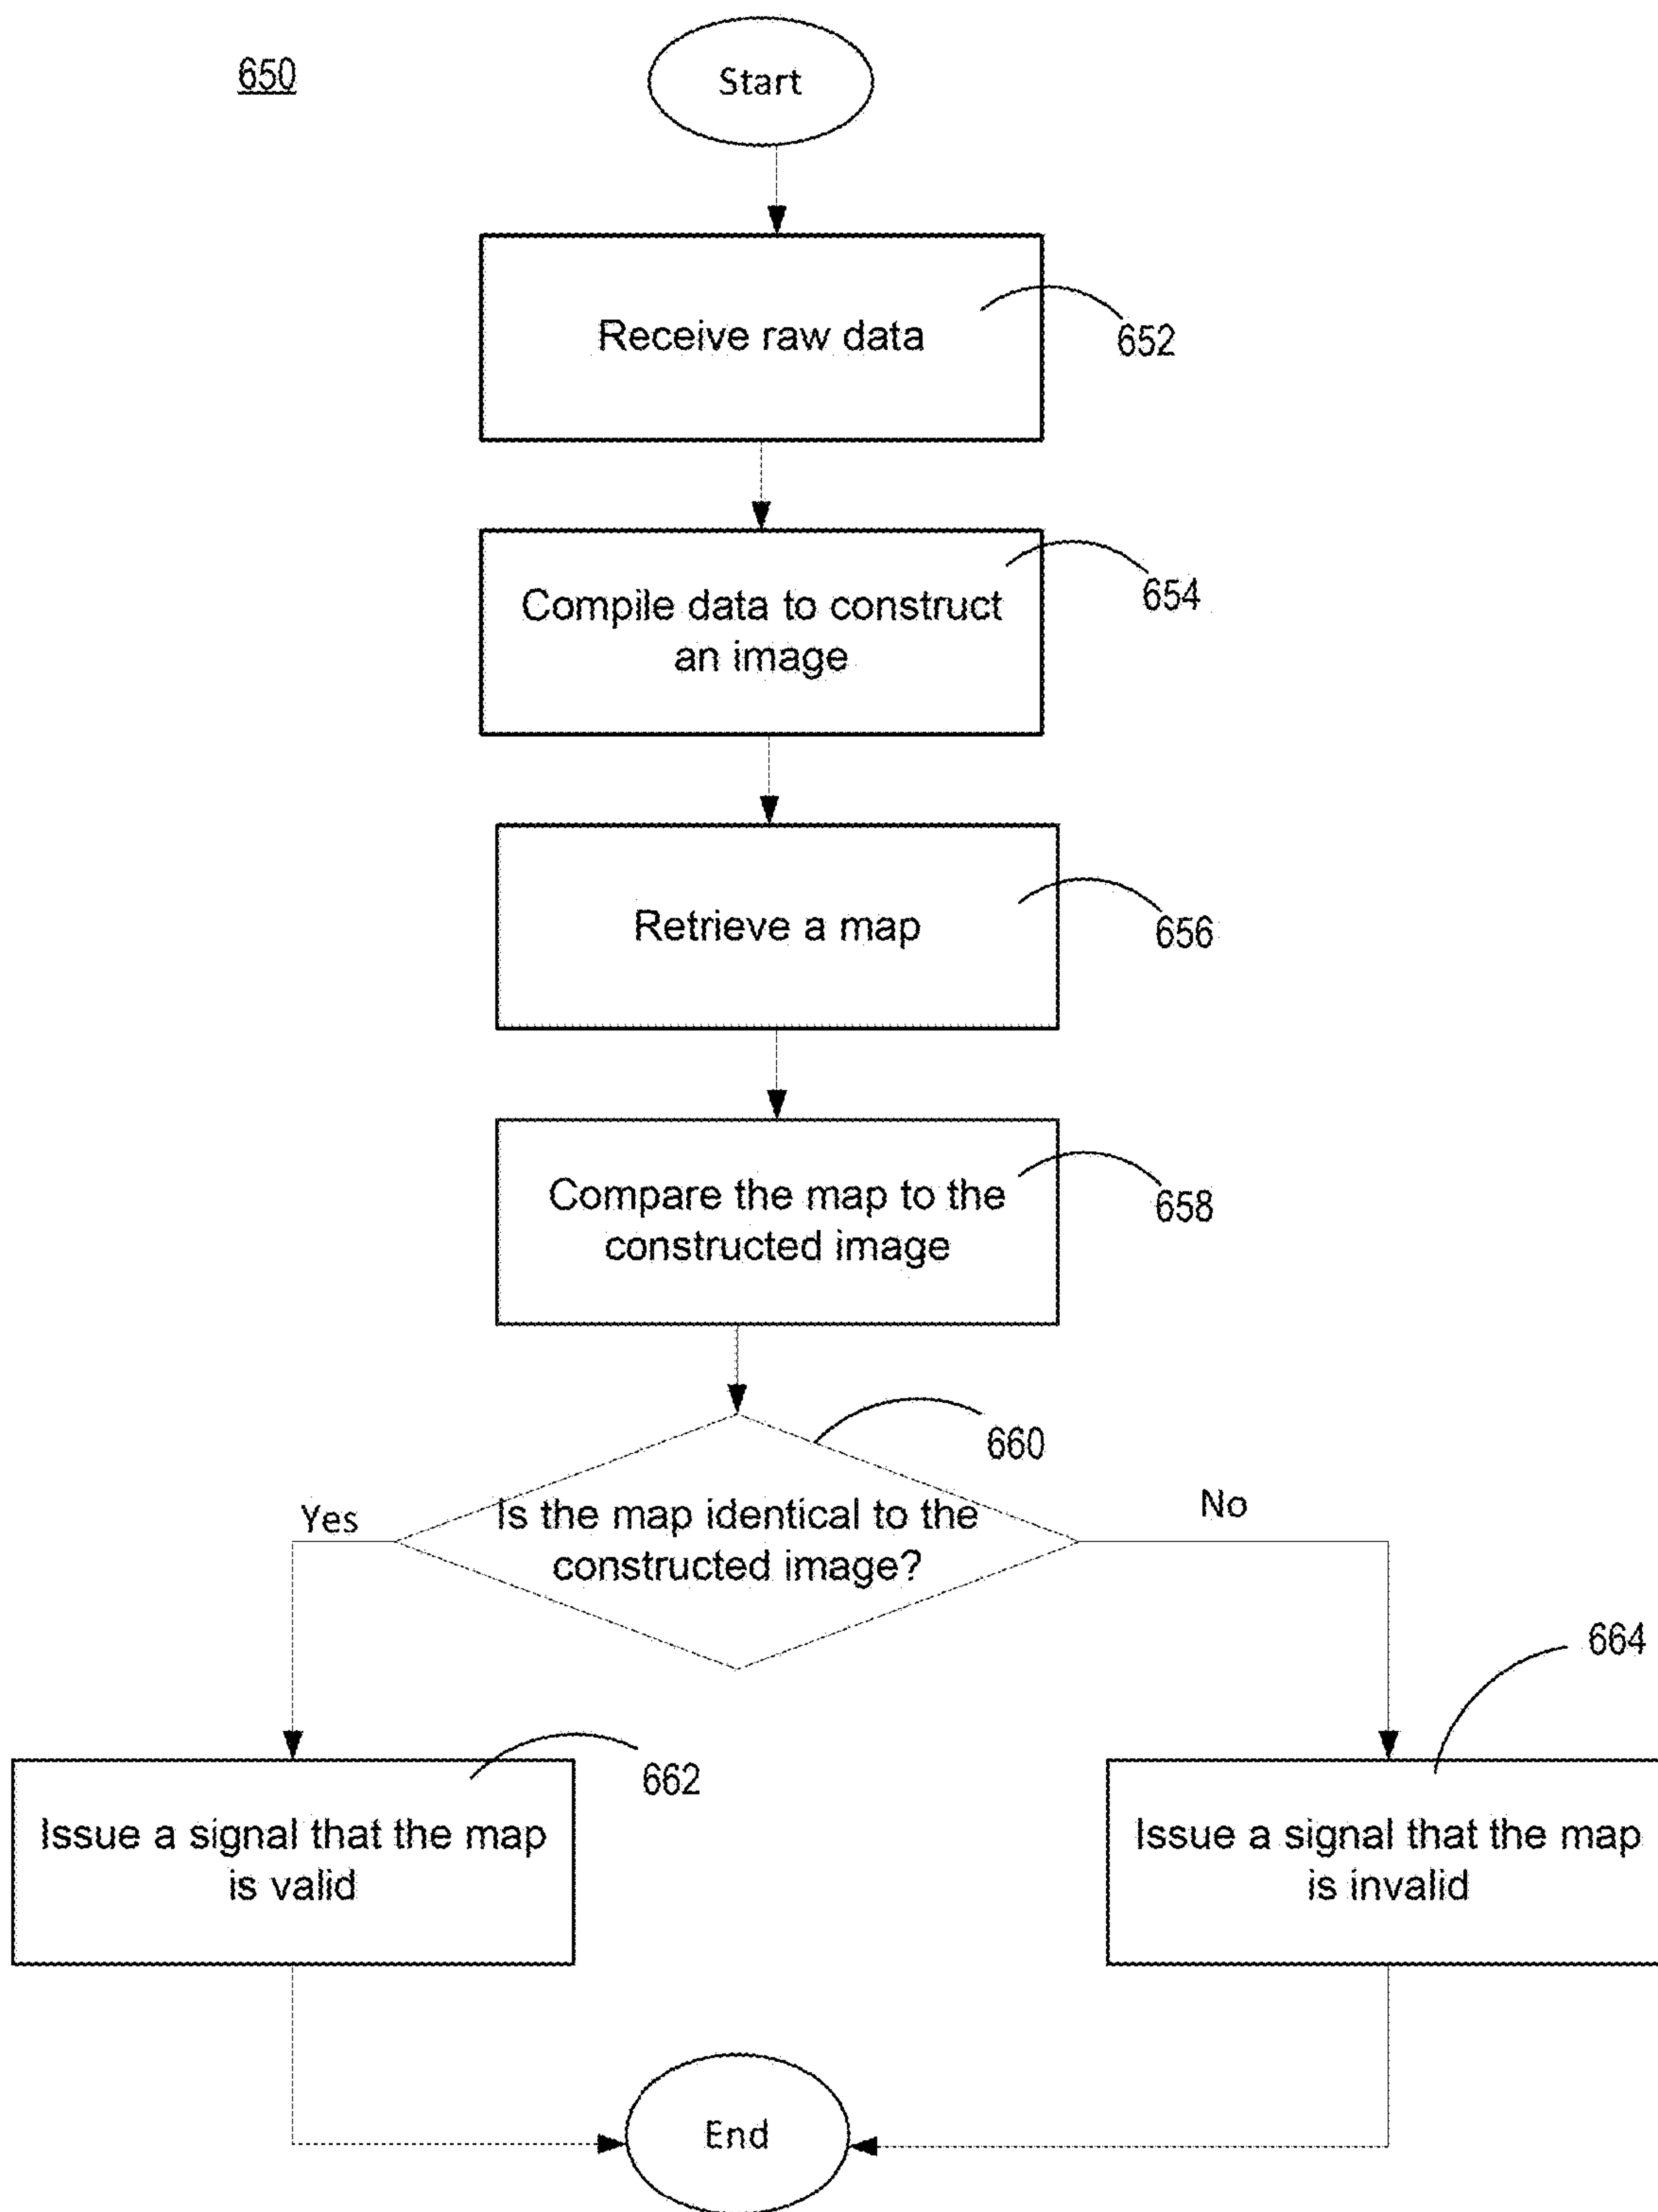 650
Start
Receive raw data
652
Compile data to construct
an image
654
Retrieve a map
656
Compare the map to the
constructed image
658
660
Is the map identical to the
constructed image?
Yes
No
664
662
Issue a signal that the map
is valid
Issue a signal that the map
is invalid
End